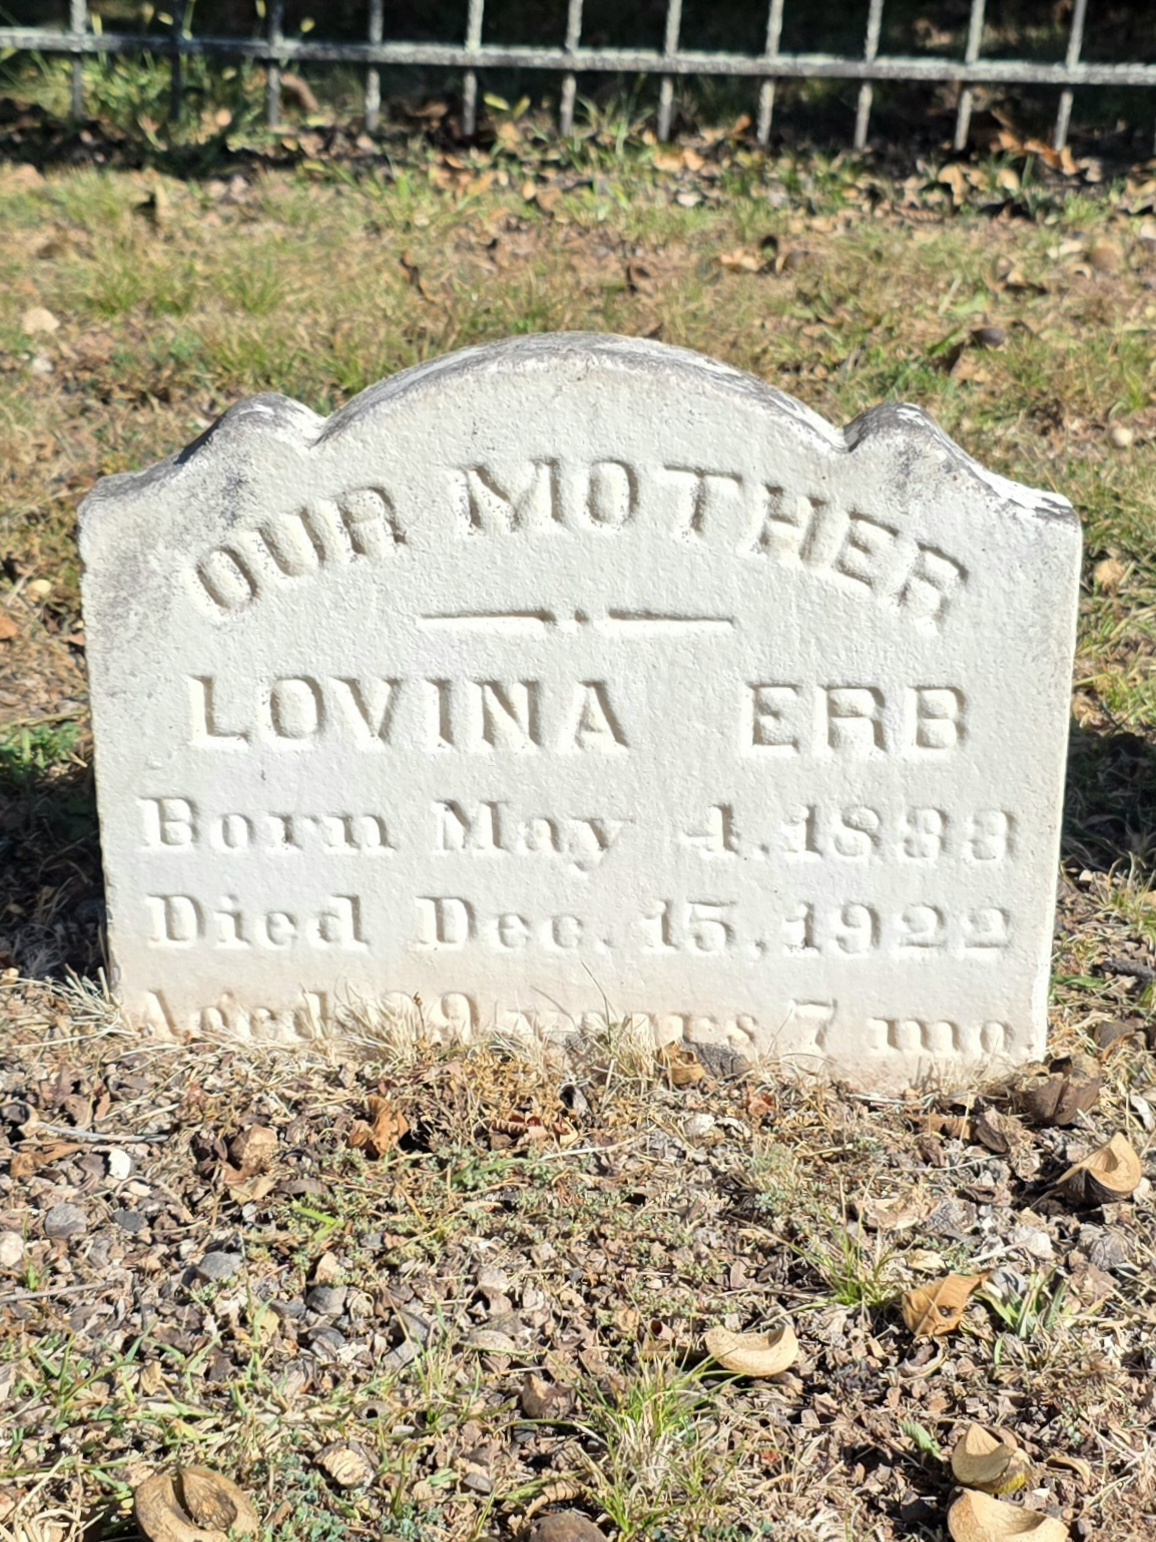 OUR MOTHER
LOVINA ERB
Born May 4, 1833
Died Dec. 15, 1922
Aged 89 years 7 mo.